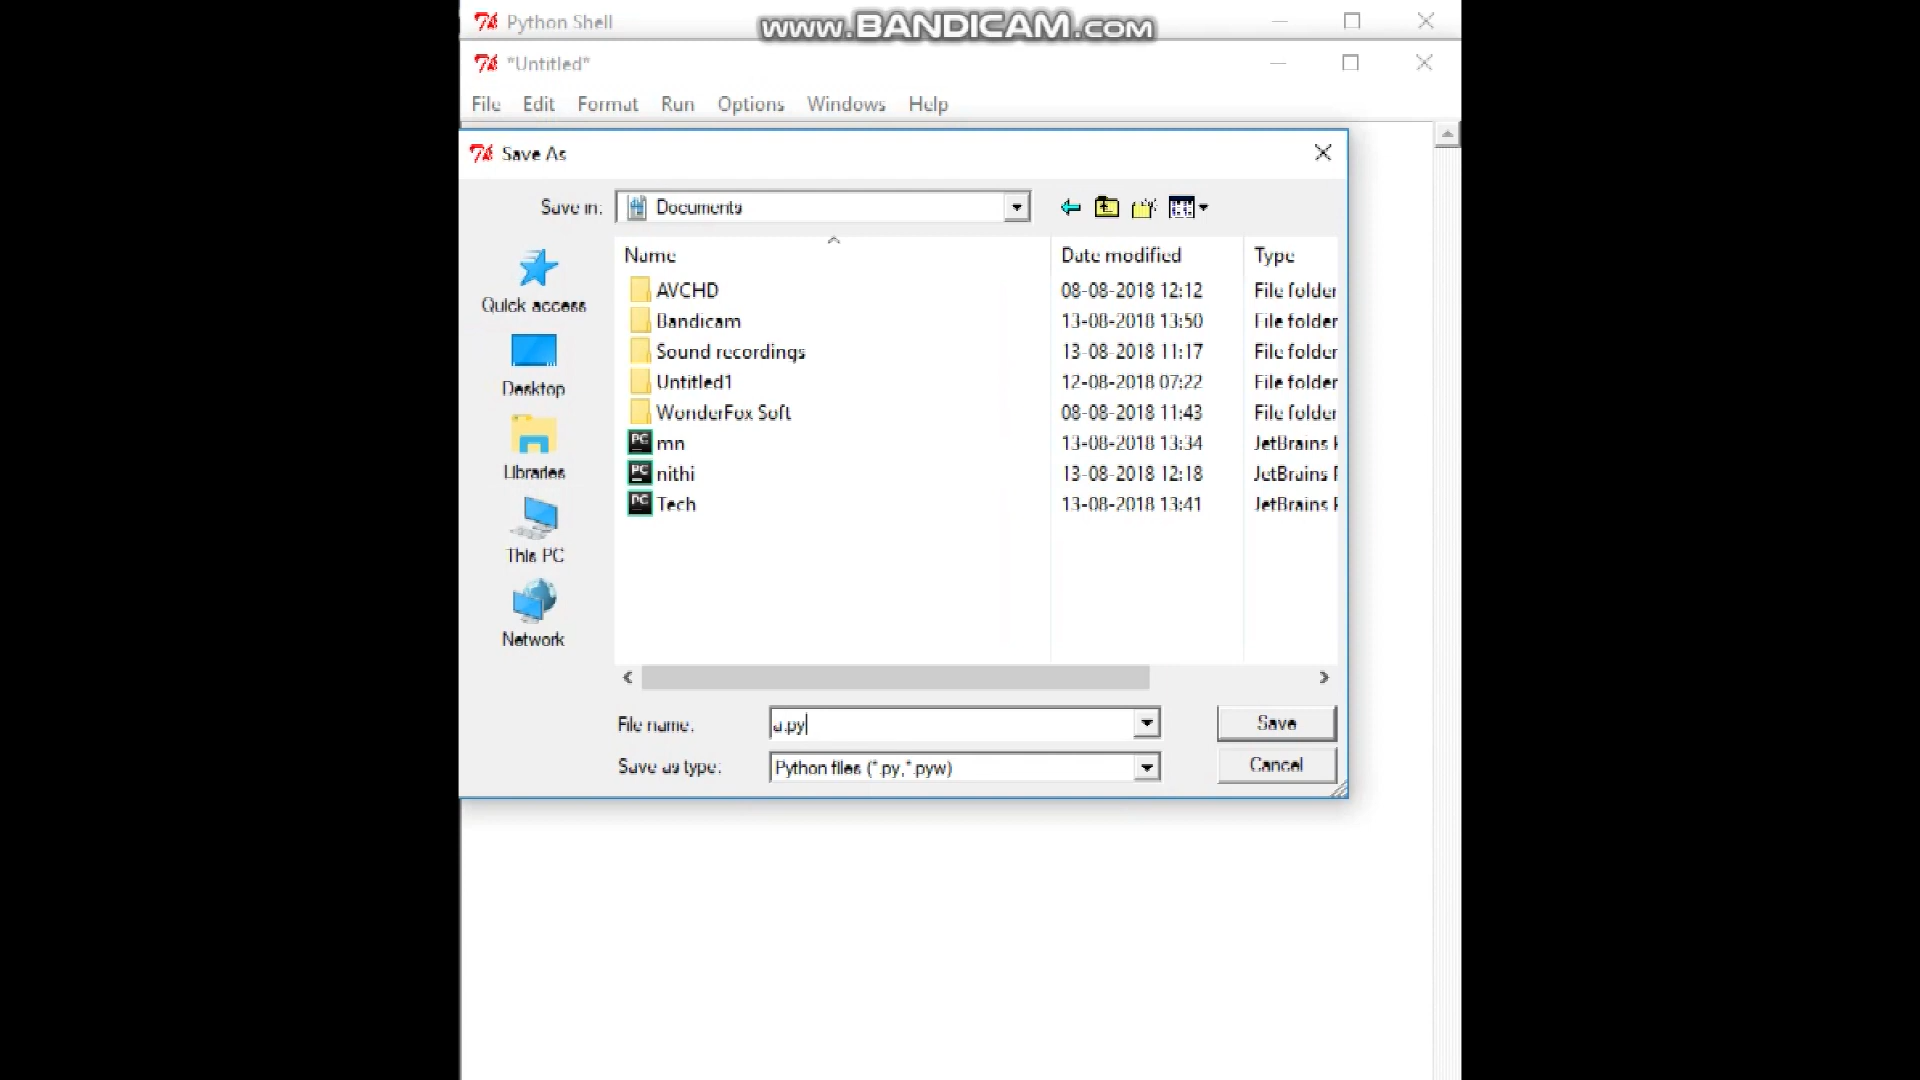 Python Shell
www.BANDICAM.com
*Untitled*
File Edit Format Run Options Windows Help
Save As
Save in: Documents
Name Date modified Type
AVCHD 08-08-2018 12:12 File folder
Bandicam 13-08-2018 13:50 File folder
Sound recordings 13-08-2018 11:17 File folder
Untitled1 12-08-2018 07:22 File folder
WonderFox Soft 08-08-2018 11:43 File folder
mn 13-08-2018 13:34 JetBrains
nithi 13-08-2018 12:18 JetBrains
Tech 13-08-2018 13:41 JetBrains
Quick access
Desktop
Libraries
This PC
Network
File name: a.py Save
Save as type: Python files (*.py,*.pyw) Cancel